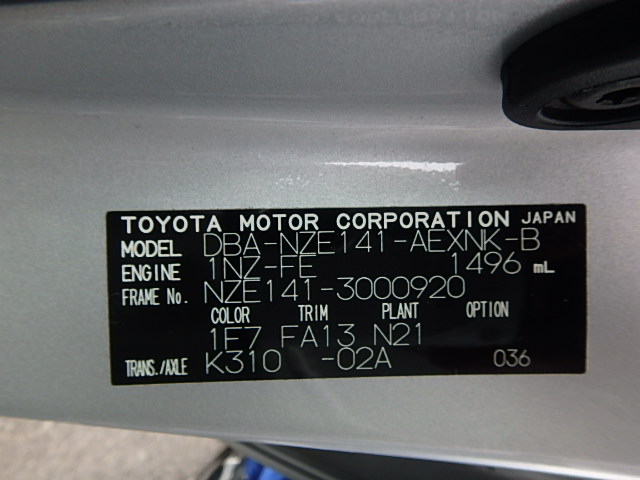 TOYOTA MOTOR CORPORATION JAPAN
MODEL DBA-NZE141-AEXNK-B
ENGINE 1NZ-FE 1496 mL
FRAME No. NZE141-3000920
COLOR TRIM PLANT OPTION
1E7 FA13 N21
TRANS./AXLE K310 -02A 036